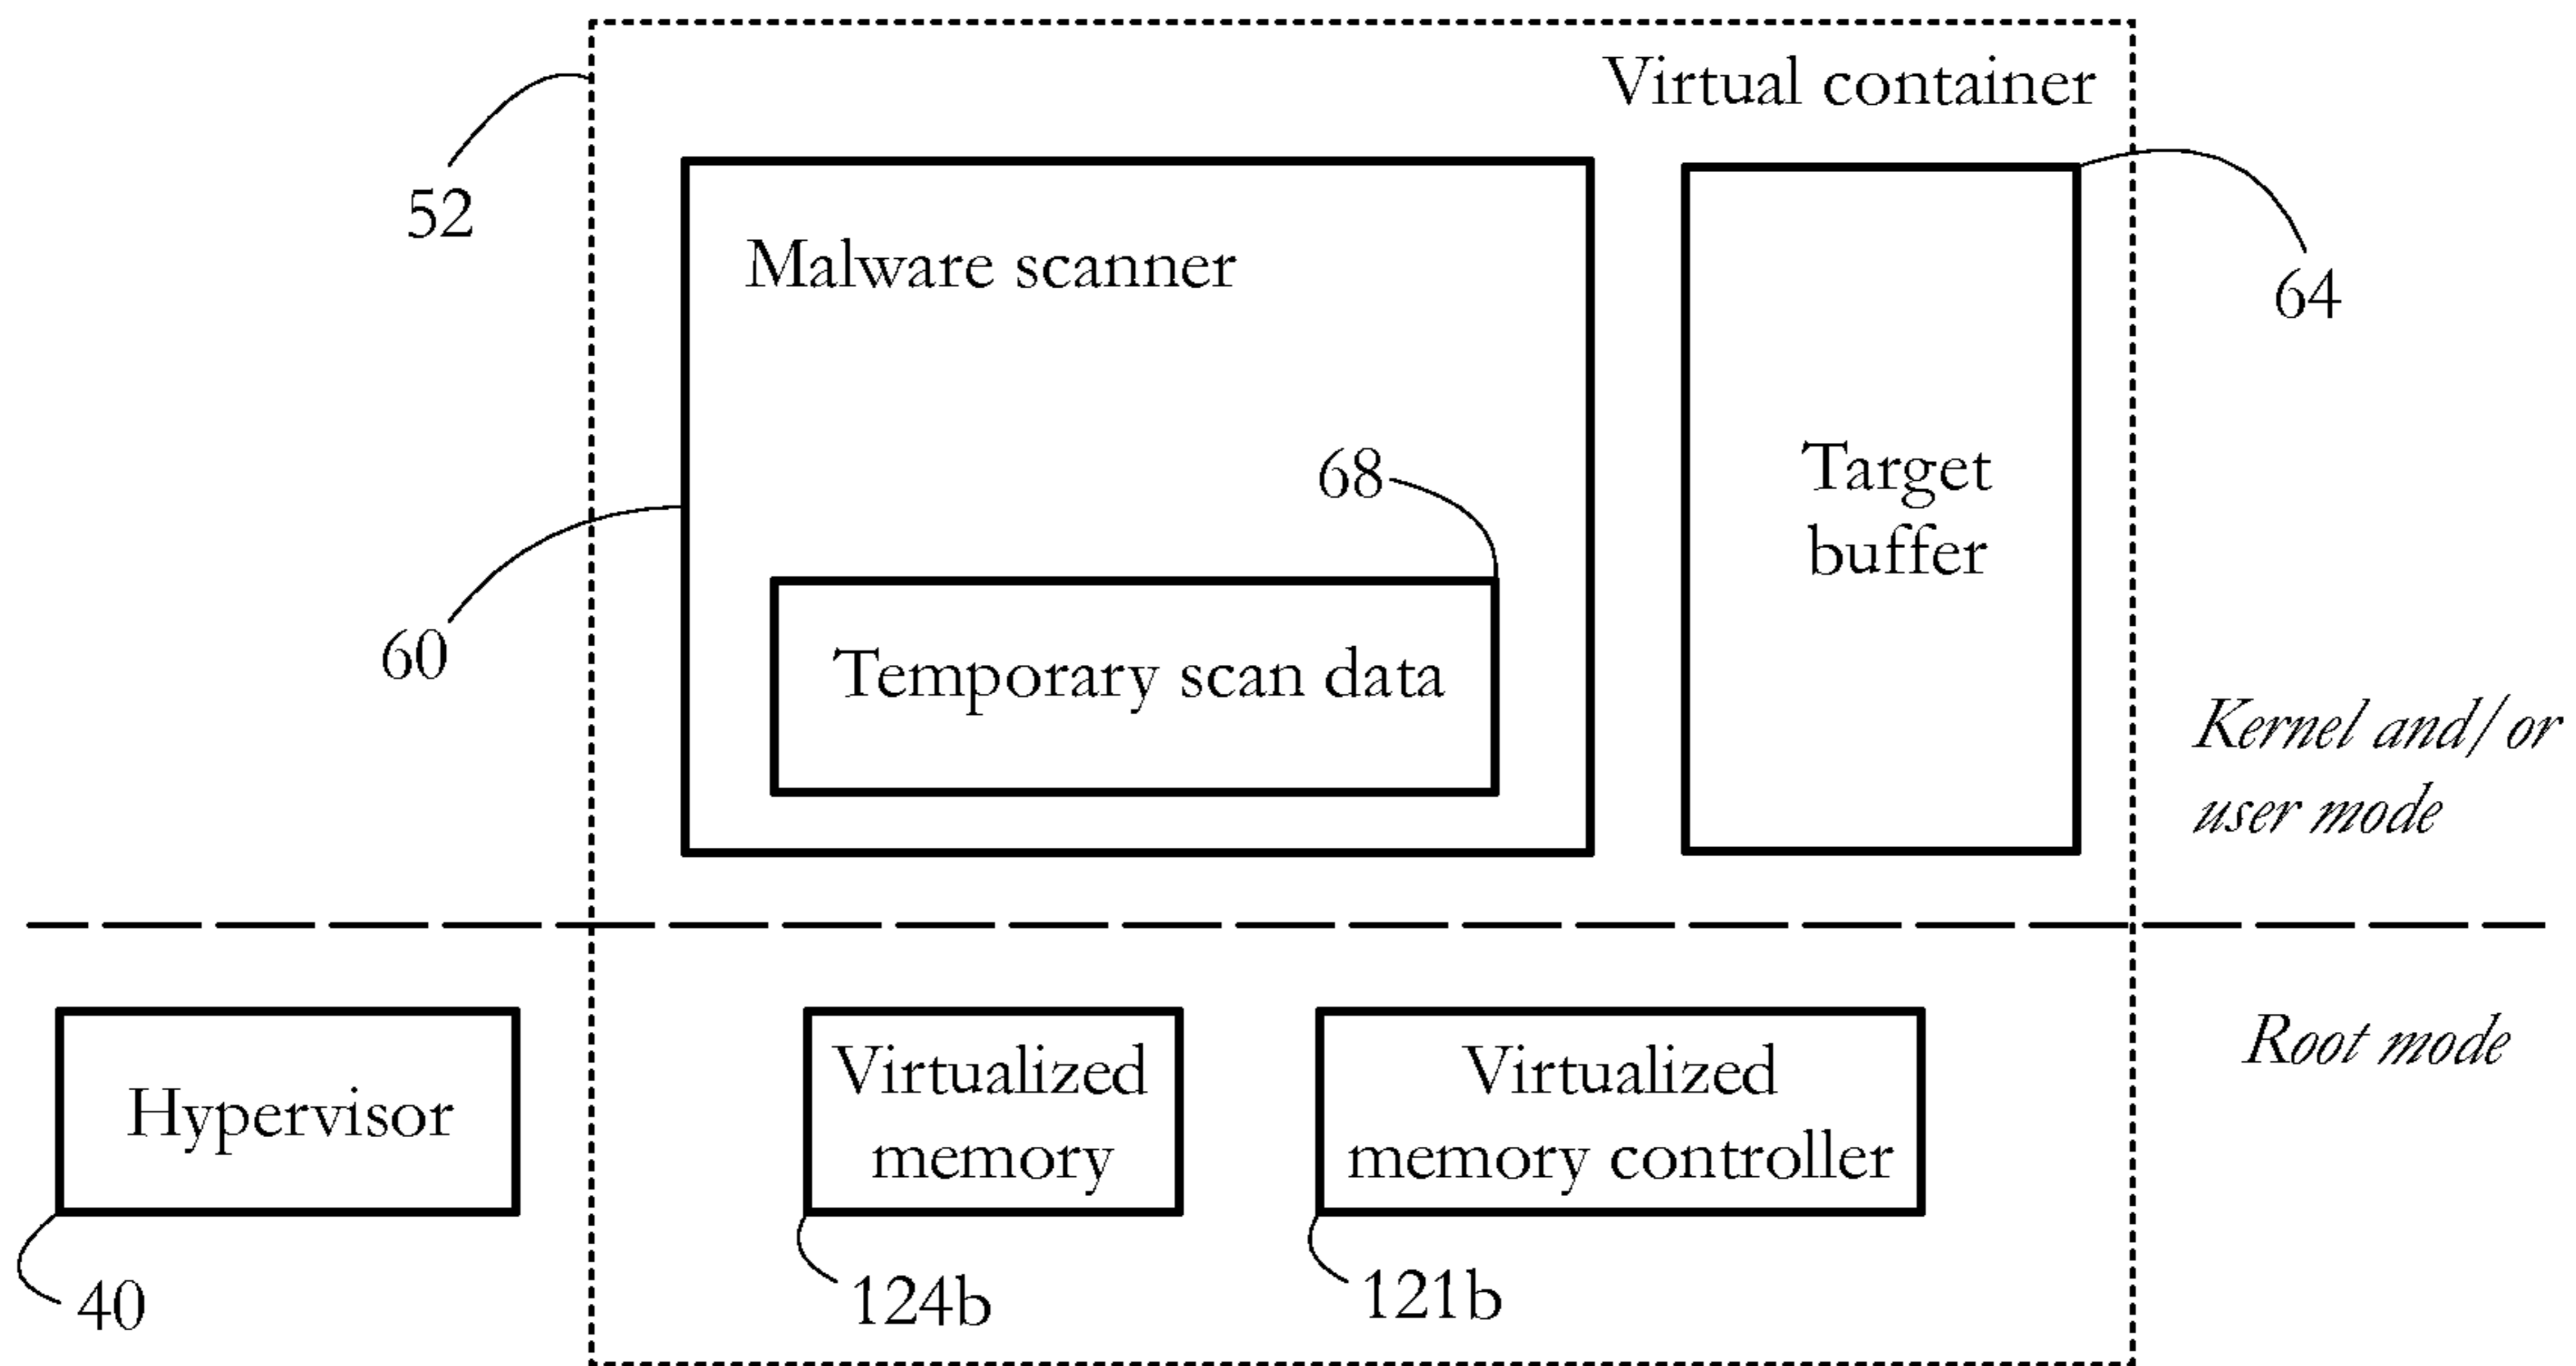 Virtual container
52
Malware scanner
64
68
Target
buffer
60
Temporary scan data
Kernel and/or
user mode
Root mode
Hypervisor
Virtualized
memory
Virtualized
memory controller
40
124b
121b